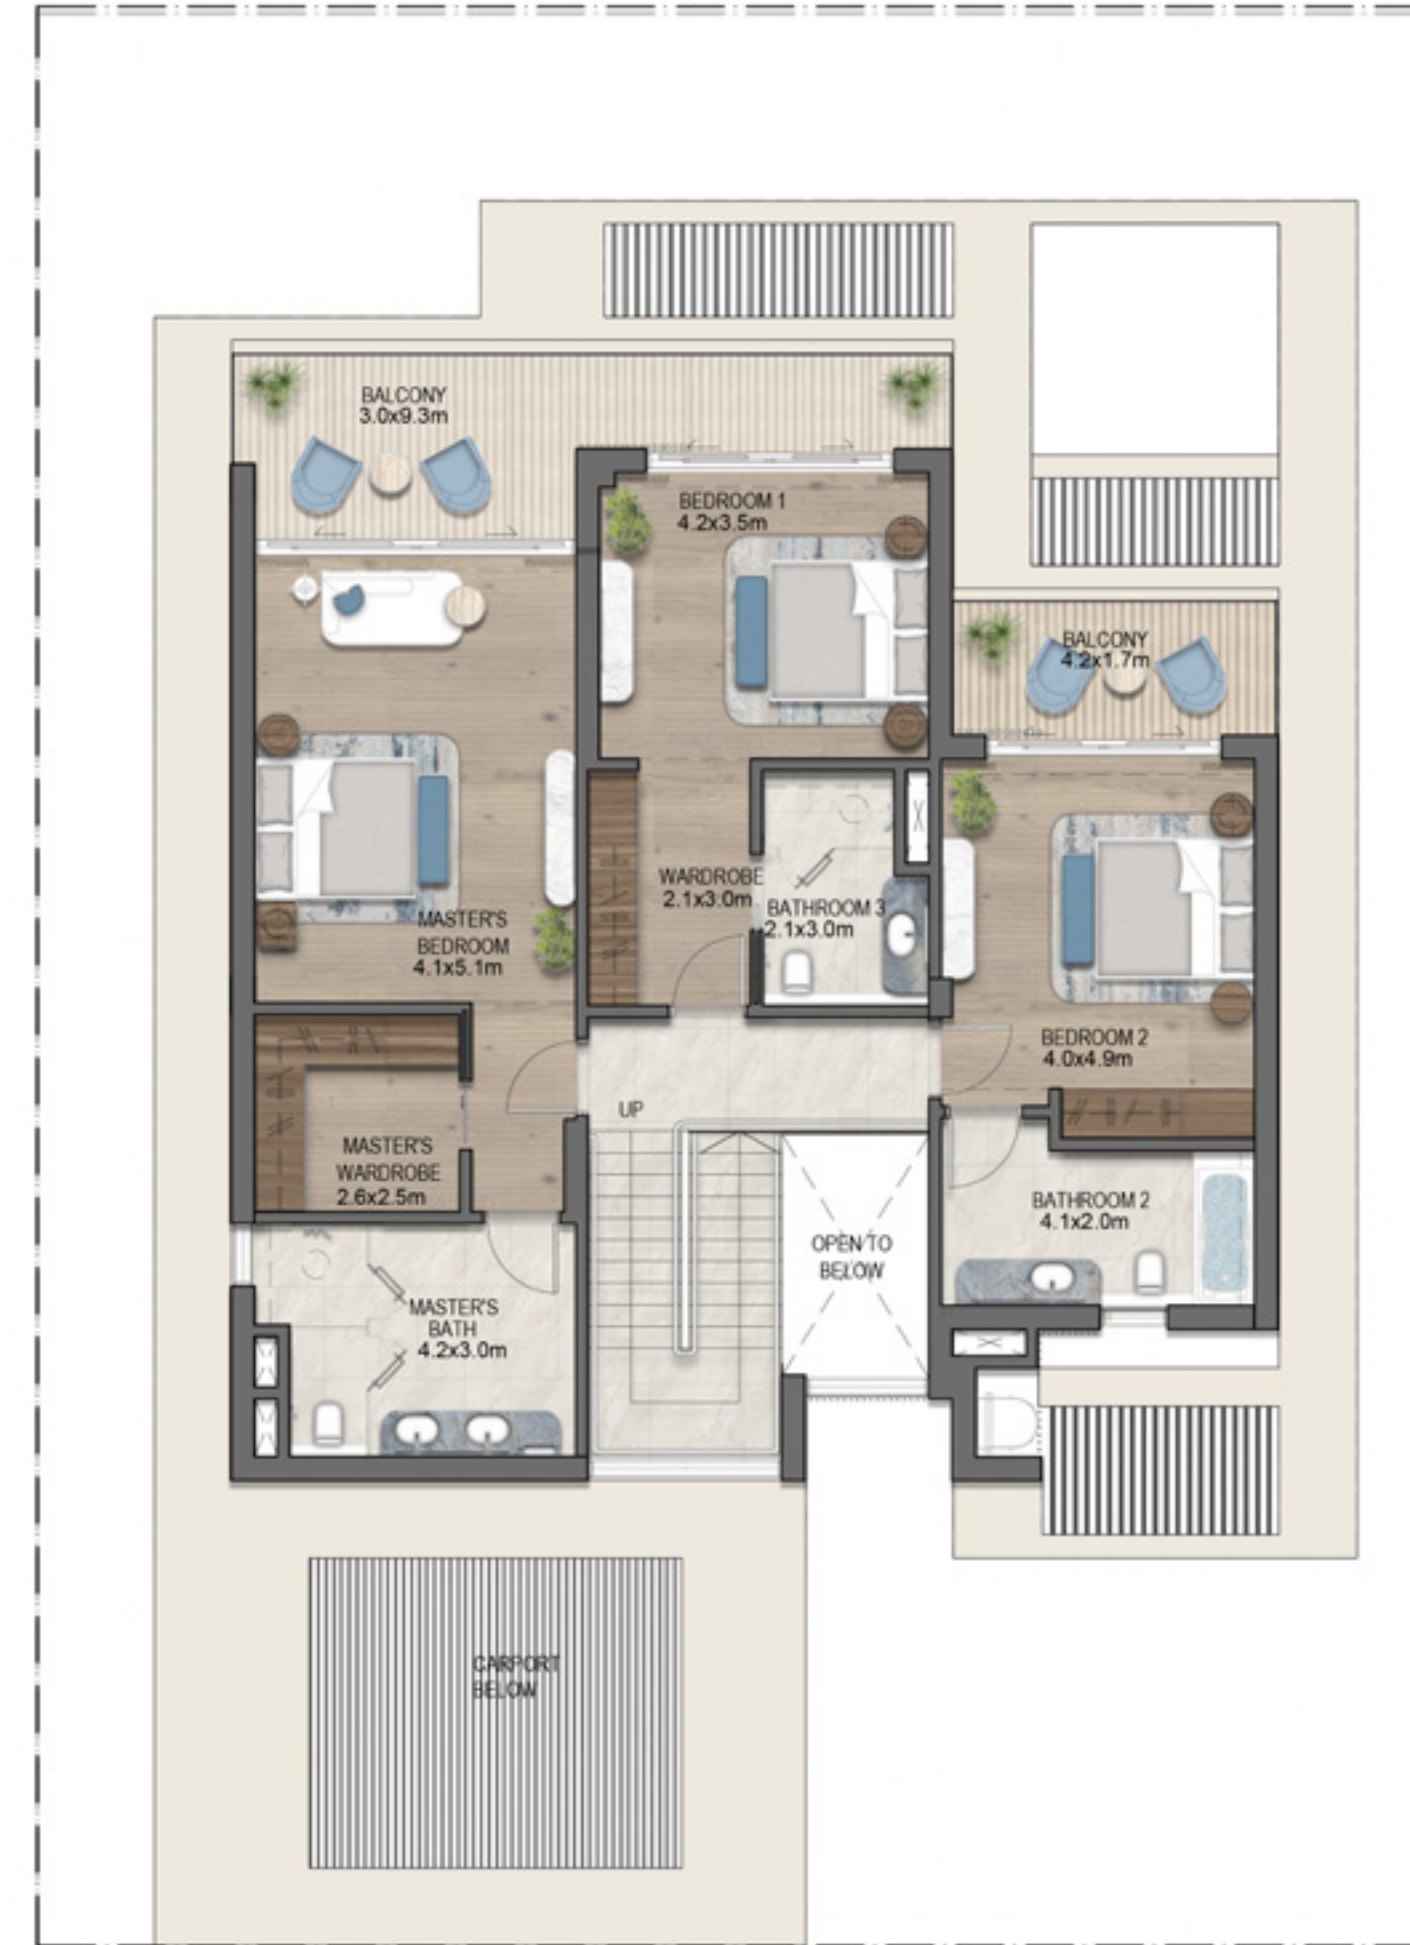 BALCONY
3.0x9.3m
BEDROOM 1
4.2x3.5m
BALCONY
4.2x1.7m
WARDROBE
2.1x3.0m
BATHROOM 3
2.1x3.0m
MASTER'S
BEDROOM
4.1x5.1m
BEDROOM 2
4.0x4.9m
UP
MASTER'S
WARDROBE
2.6x2.5m
BATHROOM 2
4.1x2.0m
OPEN TO
BELOW
MASTER'S
BATH
4.2x3.0m
CARPORT
BELOW